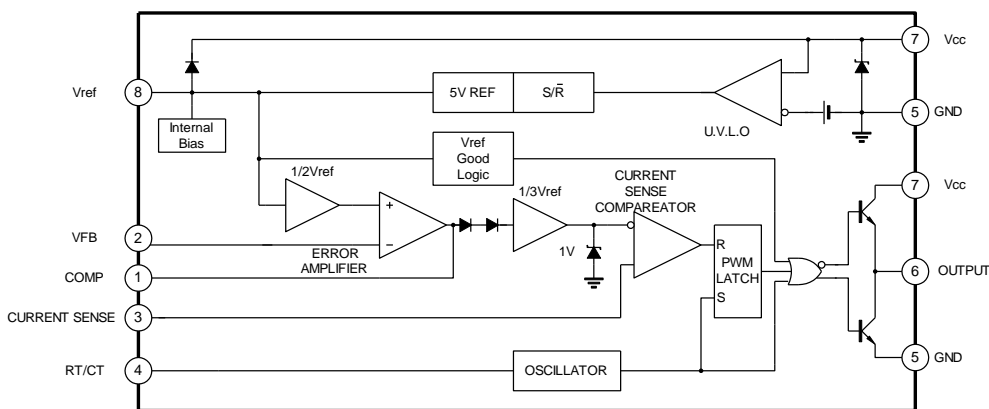 7 Vcc
Vref 8
5V REF S/R̄
Internal
Bias
U.V.L.O
5 GND
Vref
Good
Logic
1/2Vref
1/3Vref
CURRENT
SENSE
COMPAREATOR
7 Vcc
+
−
VFB 2
ERROR
AMPLIFIER
1V
R
PWM
LATCH
S
COMP 1
6 OUTPUT
CURRENT SENSE 3
5 GND
RT/CT 4
OSCILLATOR